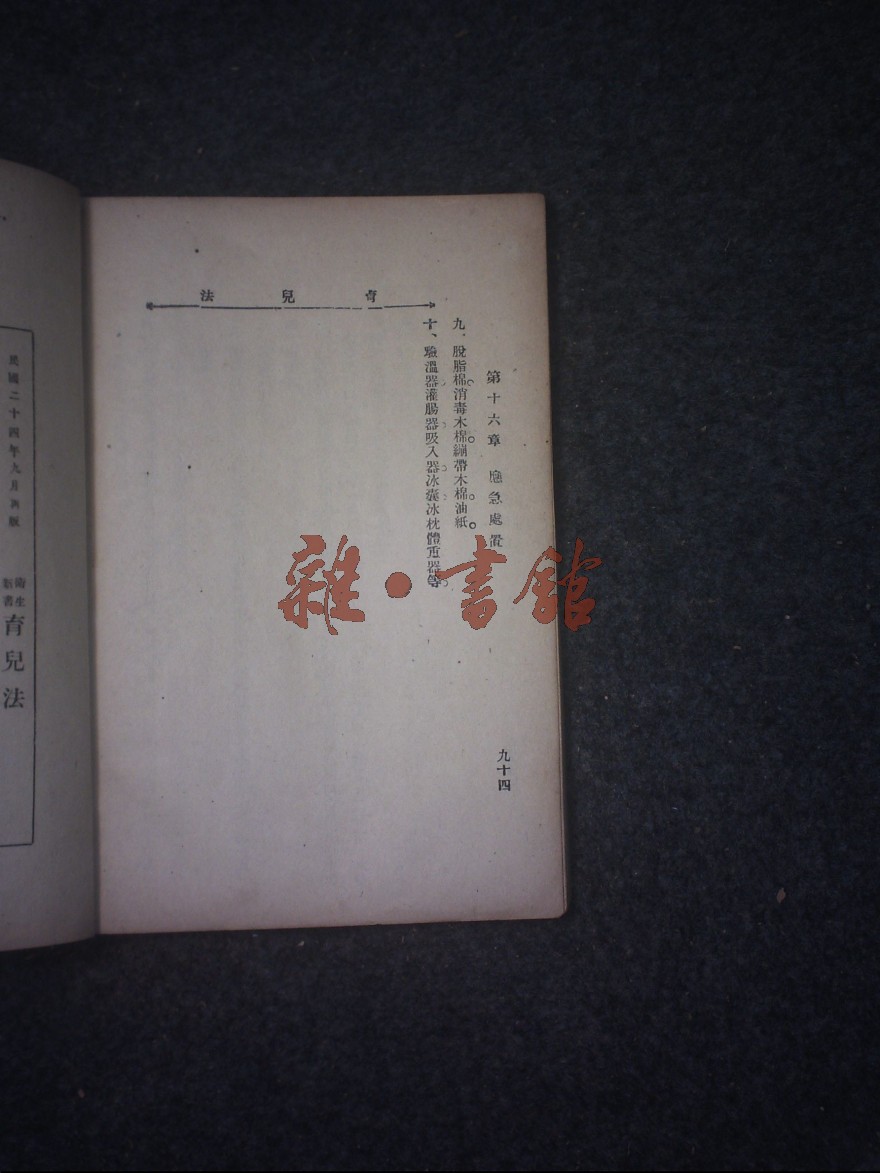 育兒法
第十六章 應急處置
九、脫脂棉。消毒木棉。繃帶木棉。油紙。
十、驗溫器。灌腸器。吸入器。冰囊。冰枕。體重器等。
九十四
雜·書館
民國二十四年九月再版
衛生新書
育兒法